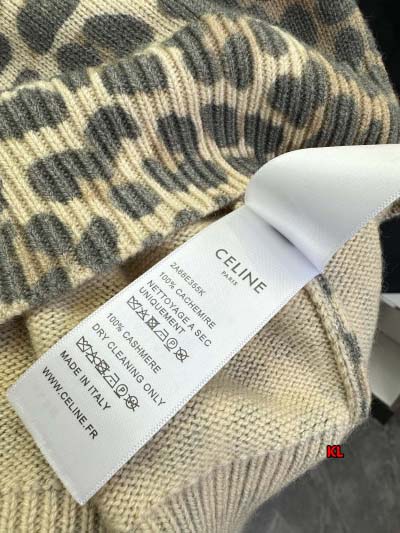 CELINE
PARIS
2A68E355K
100% CACHEMIRE
NETTOYAGE A SEC
UNIQUEMENT
100% CASHMERE
DRY CLEANING ONLY
MADE IN ITALY
WWW.CELINE.FR
KL